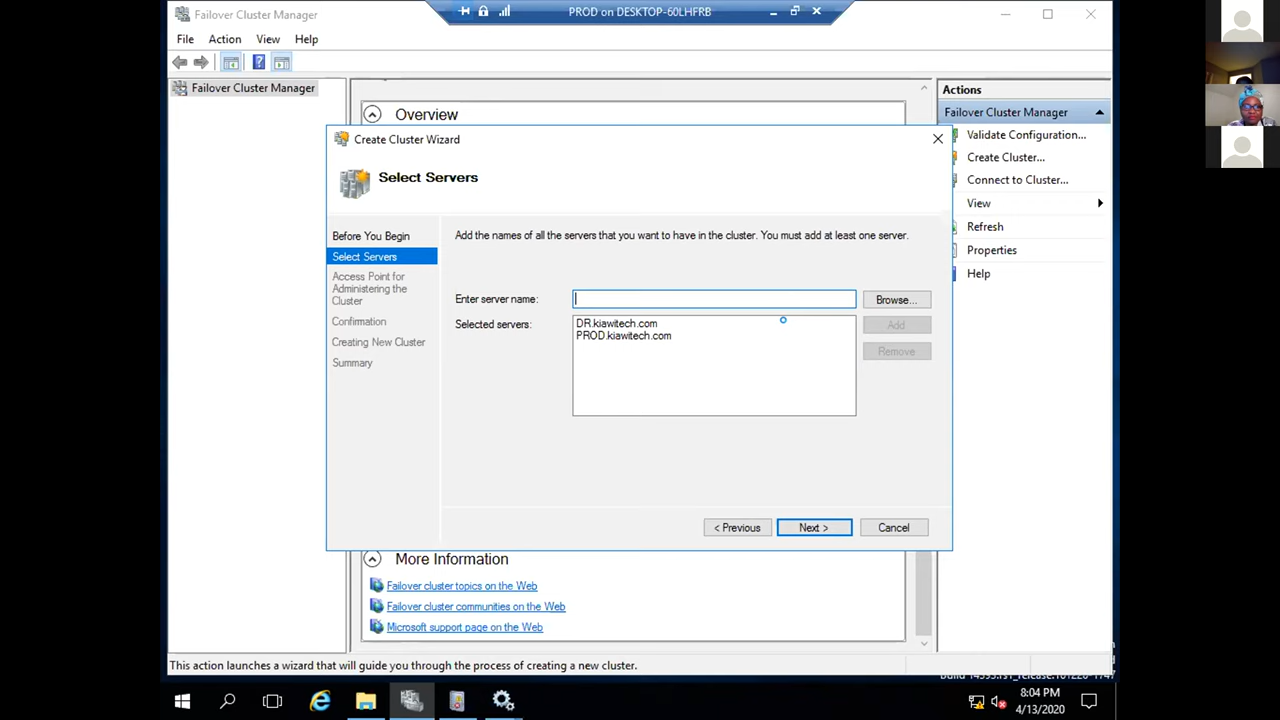 Failover Cluster Manager
PROD on DESKTOP-60LHFRB
File Action View Help
Failover Cluster Manager
Overview
Create Cluster Wizard
Select Servers
Before You Begin
Select Servers
Access Point for
Administering the
Cluster
Confirmation
Creating New Cluster
Summary
Add the names of all the servers that you want to have in the cluster. You must add at least one server.
Enter server name:
Browse...
Selected servers:
DR.kiawitech.com
PROD.kiawitech.com
Add
Remove
< Previous
Next >
Cancel
More Information
Failover cluster topics on the Web
Failover cluster communities on the Web
Microsoft support page on the Web
Actions
Failover Cluster Manager
Validate Configuration...
Create Cluster...
Connect to Cluster...
View
Refresh
Properties
Help
This action launches a wizard that will guide you through the process of creating a new cluster.
8:04 PM
4/13/2020